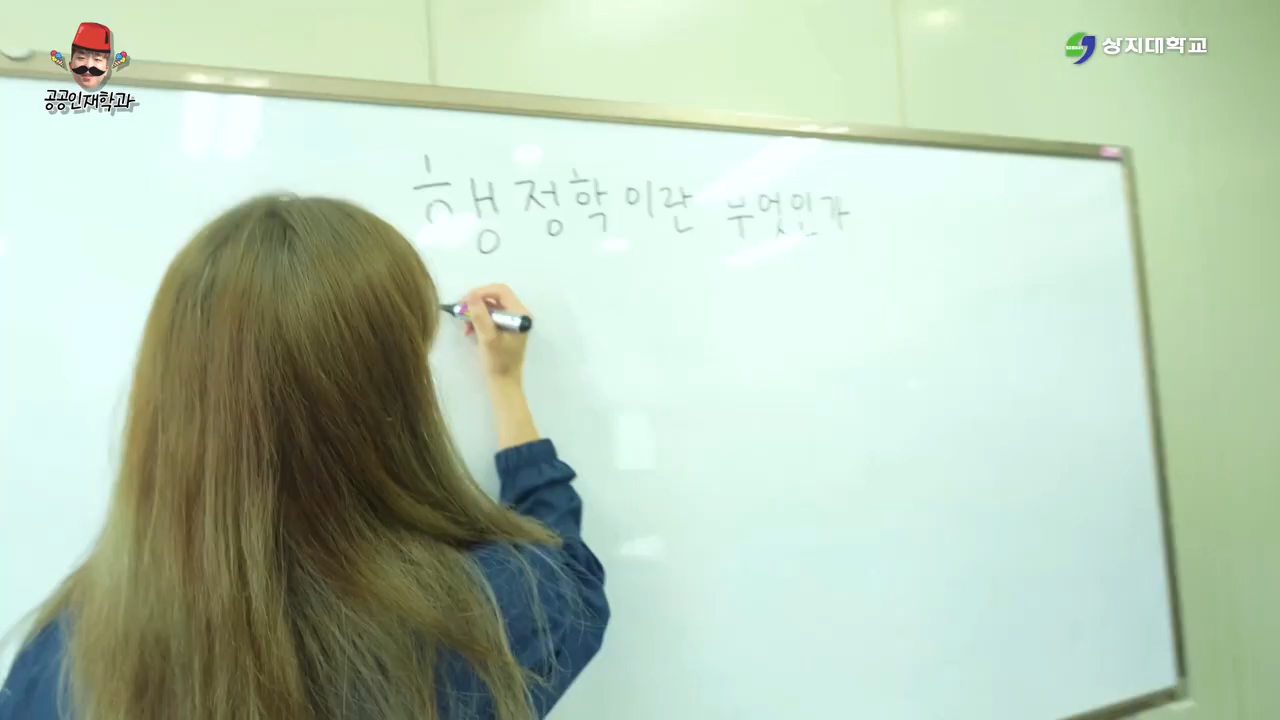 공공인재학과
상지대학교
행정학이란 무엇인가